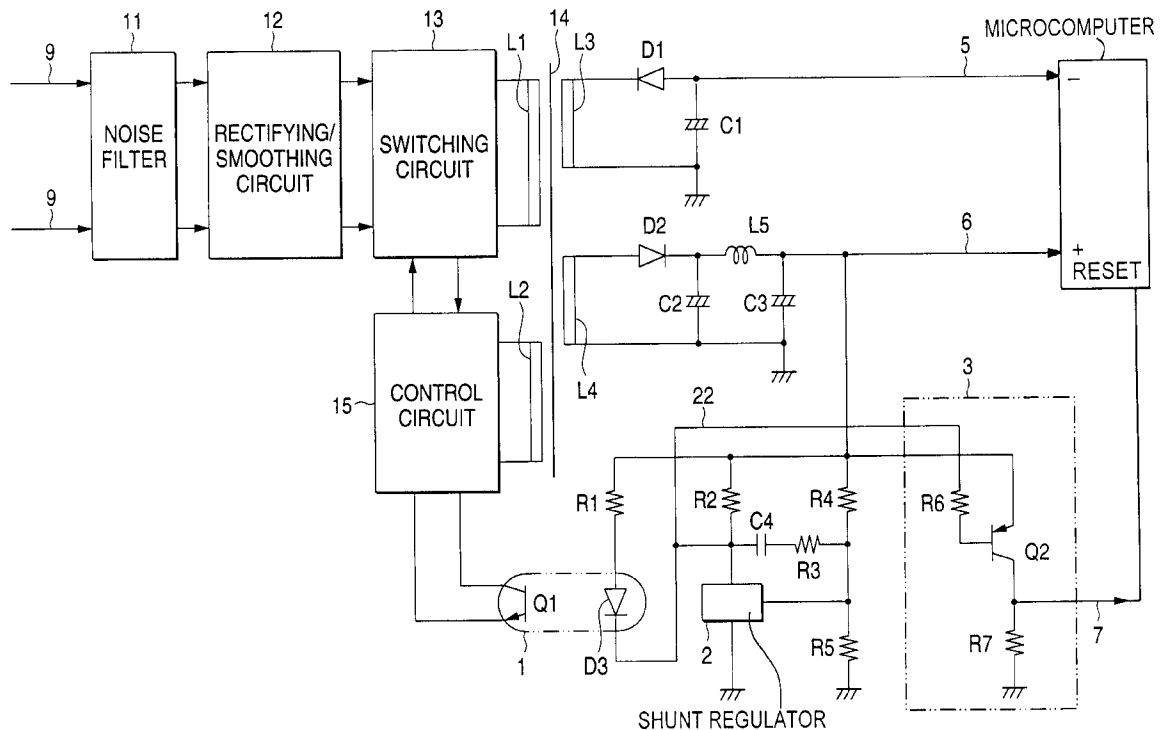 MICROCOMPUTER
11
12
13
14
9
L1
L3
D1
5
−
NOISE
FILTER
RECTIFYING/
SMOOTHING
CIRCUIT
SWITCHING
CIRCUIT
C1
9
D2
L5
6
+
RESET
L2
C2
C3
L4
15
CONTROL
CIRCUIT
22
3
R1
R2
R4
R6
C4
R3
Q2
Q1
1
D3
2
R5
R7
7
SHUNT REGULATOR